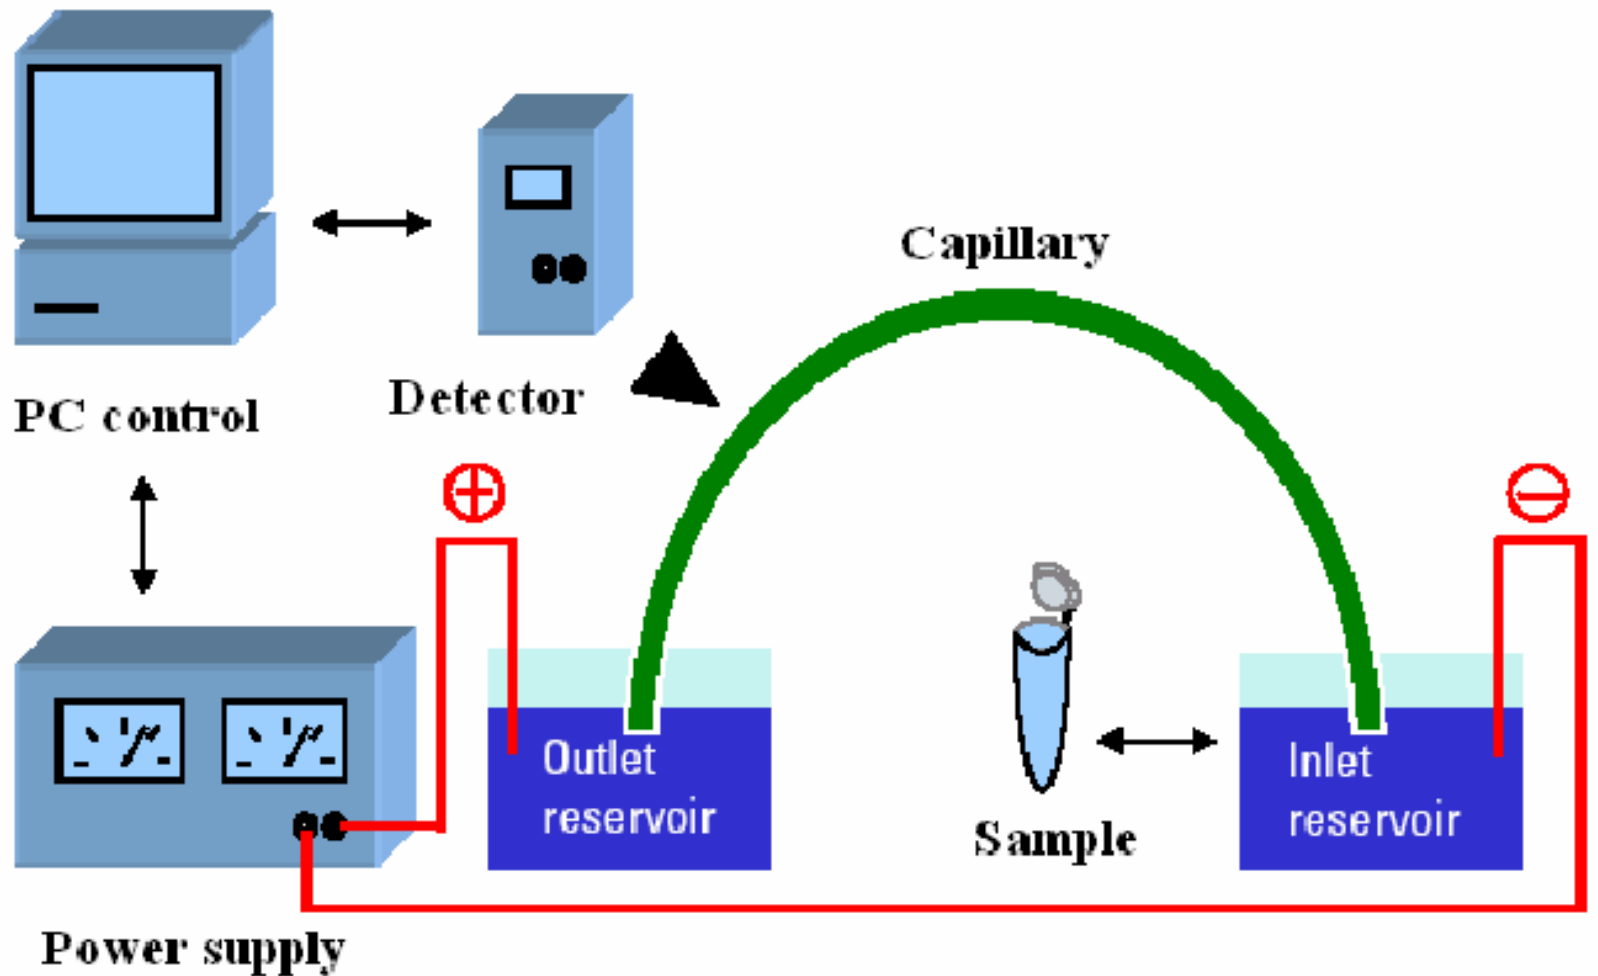 Capillary
Detector
PC control
Outlet
reservoir
Inlet
reservoir
Sample
Power supply